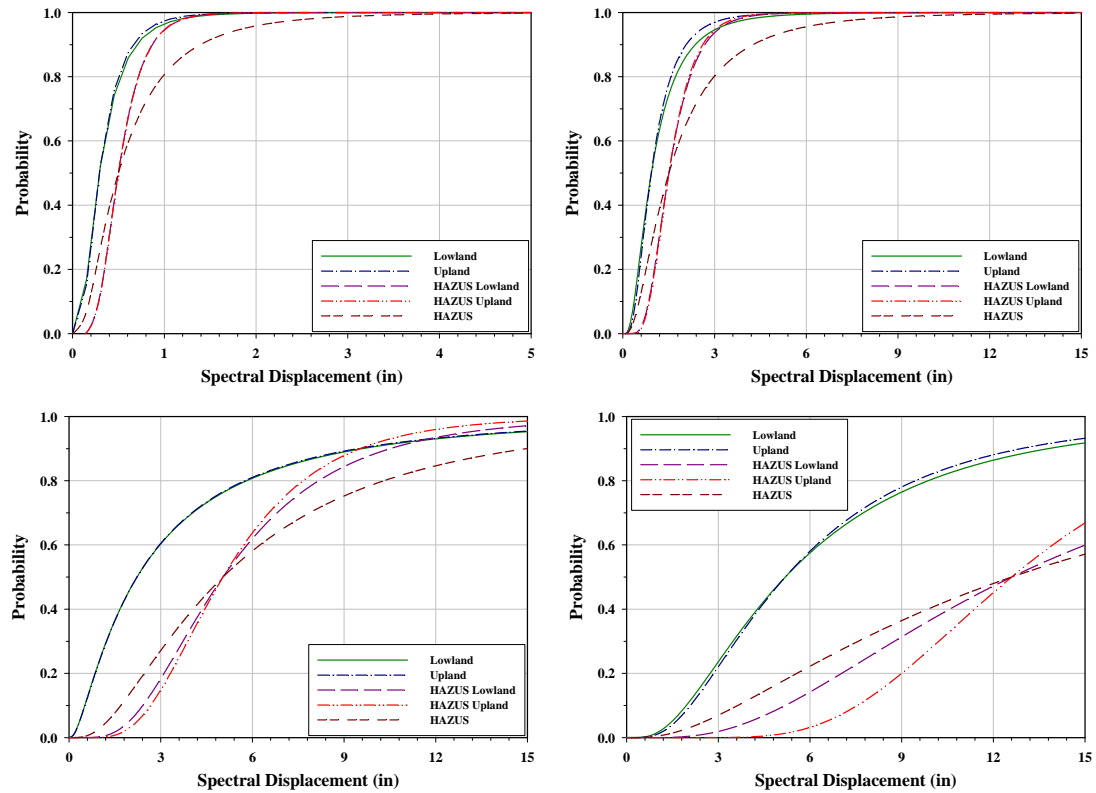 1.0
0.8
0.6
0.4
0.2
0.0
Probability
0 1 2 3 4 5
Spectral Displacement (in)
Lowland
Upland
HAZUS Lowland
HAZUS Upland
HAZUS
1.0
0.8
0.6
0.4
0.2
0.0
Probability
0 3 6 9 12 15
Spectral Displacement (in)
Lowland
Upland
HAZUS Lowland
HAZUS Upland
HAZUS
1.0
0.8
0.6
0.4
0.2
0.0
Probability
0 3 6 9 12 15
Spectral Displacement (in)
Lowland
Upland
HAZUS Lowland
HAZUS Upland
HAZUS
1.0
0.8
0.6
0.4
0.2
0.0
Probability
0 3 6 9 12 15
Spectral Displacement (in)
Lowland
Upland
HAZUS Lowland
HAZUS Upland
HAZUS